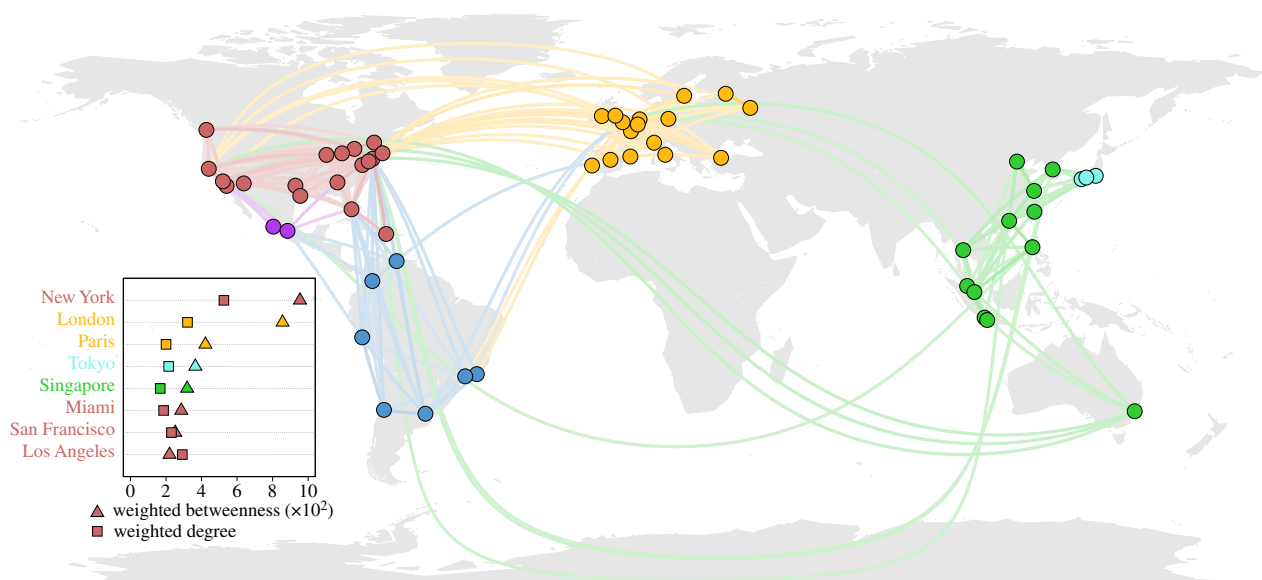 New York
London
Paris
Tokyo
Singapore
Miami
San Francisco
Los Angeles
0 2 4 6 8 10
weighted betweenness (×10²)
weighted degree